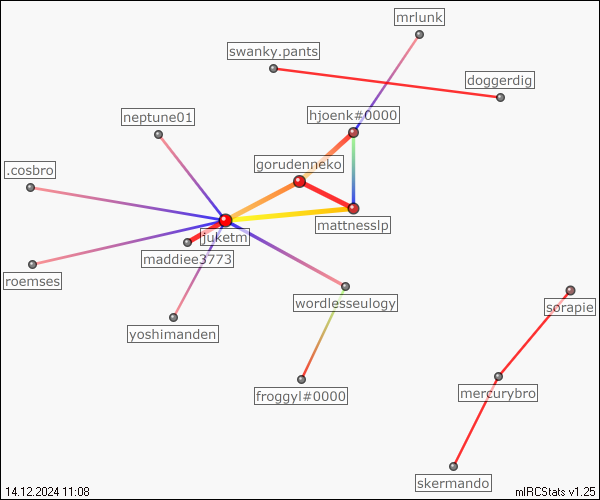 mrlunk
swanky.pants
doggerdig
neptune01
hjoenk#0000
gorudenneko
.cosbro
mattnesslp
juketm
maddiee3773
roemses
wordlesseulogy
sorapie
yoshimanden
froggyl#0000
mercurybro
skermando
14.12.2024 11:08
mIRCStats v1.25